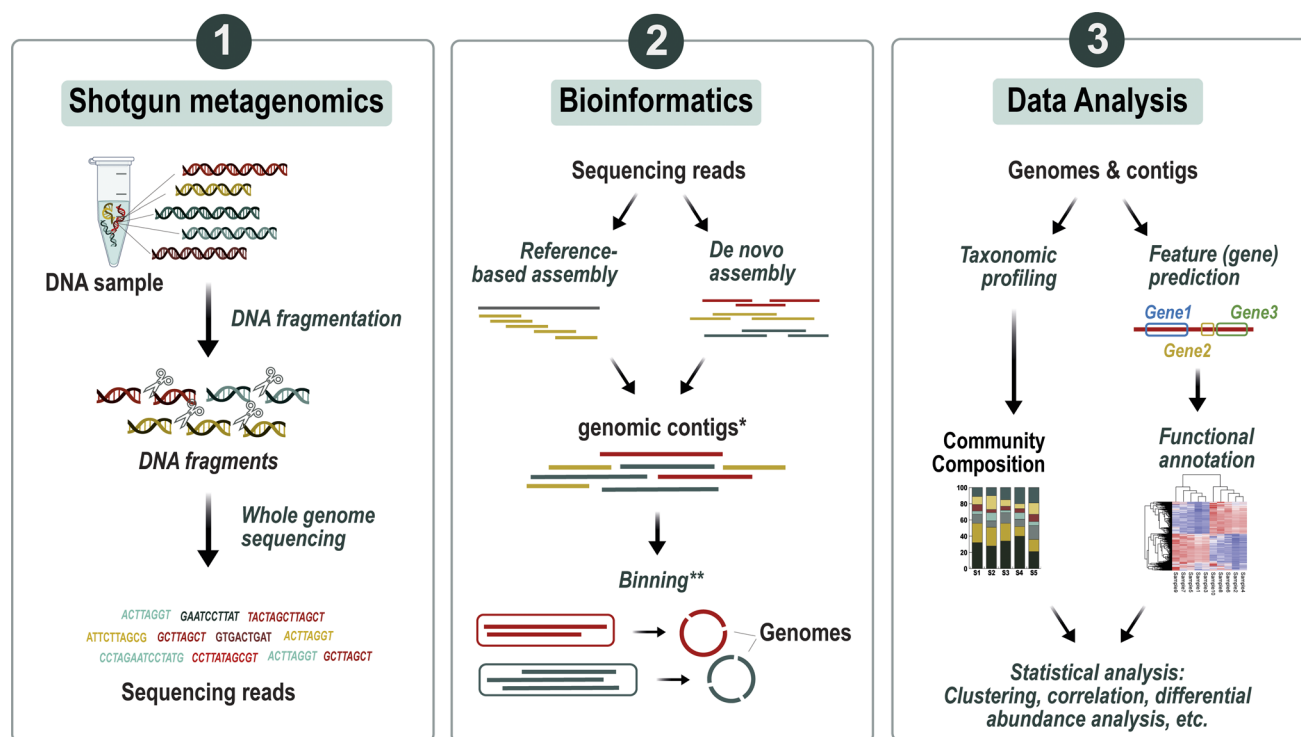 1
Shotgun metagenomics
DNA sample
DNA fragmentation
DNA fragments
Whole genome
sequencing
ACTTAGGT GAATCCTTAT TACTAGCTTAGCT
ATTCTTAGCG GCTTAGCT GTGACTGAT ACTTAGGT
CCTAGAATCCTATG CCTTATAGCGT ACTTAGGT GCTTAGCT
Sequencing reads
2
Bioinformatics
Sequencing reads
Reference-
based assembly
De novo
assembly
genomic contigs*
Binning**
Genomes
3
Data Analysis
Genomes & contigs
Taxonomic
profiling
Feature (gene)
prediction
Gene1
Gene3
Gene2
Community
Composition
100
80
60
40
20
0
S1 S2 S3 S4 S5
Functional
annotation
Statistical analysis:
Clustering, correlation, differential
abundance analysis, etc.